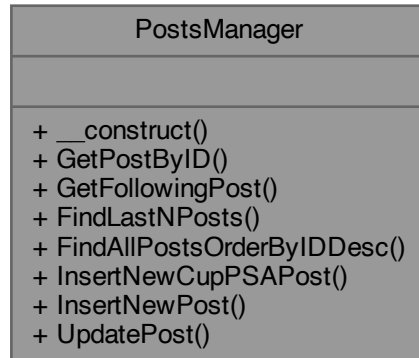 PostsManager
+ __construct()
+ GetPostByID()
+ GetFollowingPost()
+ FindLastNPosts()
+ FindAllPostsOrderByIDDesc()
+ InsertNewCupPSAPost()
+ InsertNewPost()
+ UpdatePost()